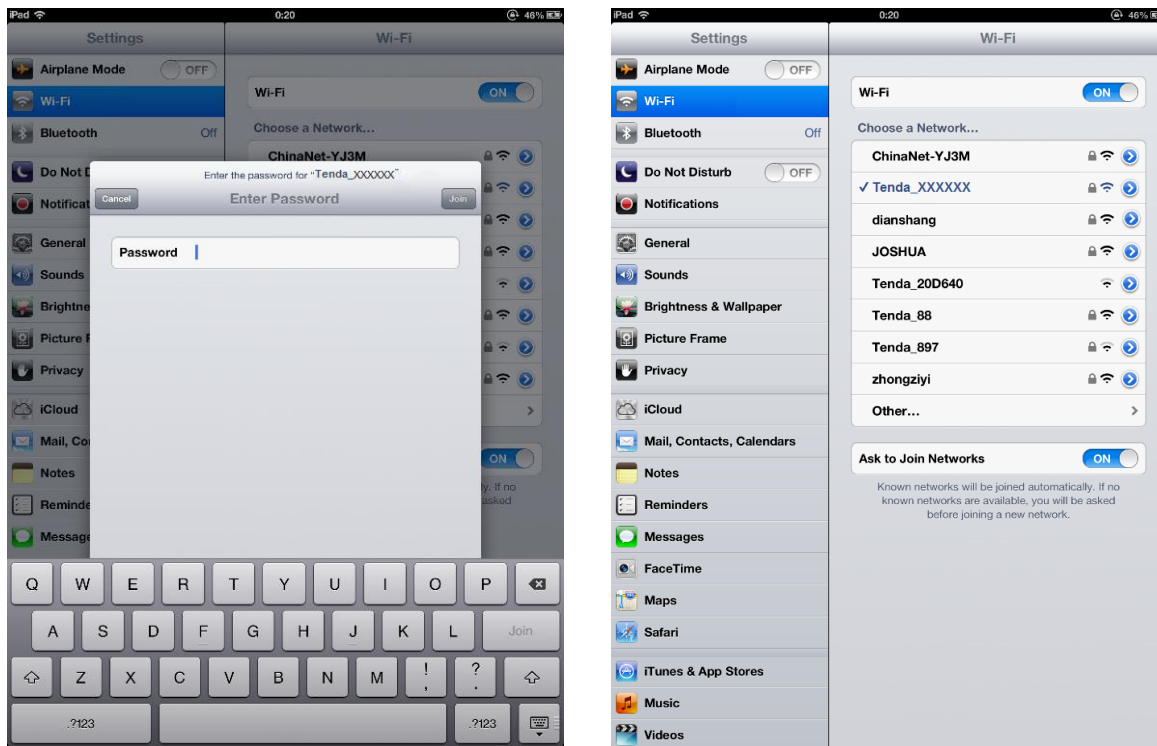 iPad 0:20 46%
Settings Wi-Fi
Airplane Mode OFF
Wi-Fi
Wi-Fi ON
Bluetooth Off
Choose a Network...
ChinaNet-YJ3M
Do Not D
Enter the password for “Tenda_XXXXXX”
Cancel Enter Password Join
Notificat
General
Password
Sounds
Brightne
Picture F
Privacy
iCloud
Mail, Co
ON
Notes
ly. If no
asked
Reminde
Message
Q W E R T Y U I O P
A S D F G H J K L Join
Z X C V B N M ! , ? .
.?123 .?123
iPad 0:20 46%
Settings Wi-Fi
Airplane Mode OFF
Wi-Fi
Bluetooth Off
Do Not Disturb OFF
Notifications
General
Sounds
Brightness & Wallpaper
Picture Frame
Privacy
iCloud
Mail, Contacts, Calendars
Notes
Reminders
Messages
FaceTime
Maps
Safari
iTunes & App Stores
Music
Videos
Wi-Fi ON
Choose a Network...
ChinaNet-YJ3M
✓ Tenda_XXXXXX
dianshang
JOSHUA
Tenda_20D640
Tenda_88
Tenda_897
zhongziyi
Other...
Ask to Join Networks ON
Known networks will be joined automatically. If no
known networks are available, you will be asked
before joining a new network.